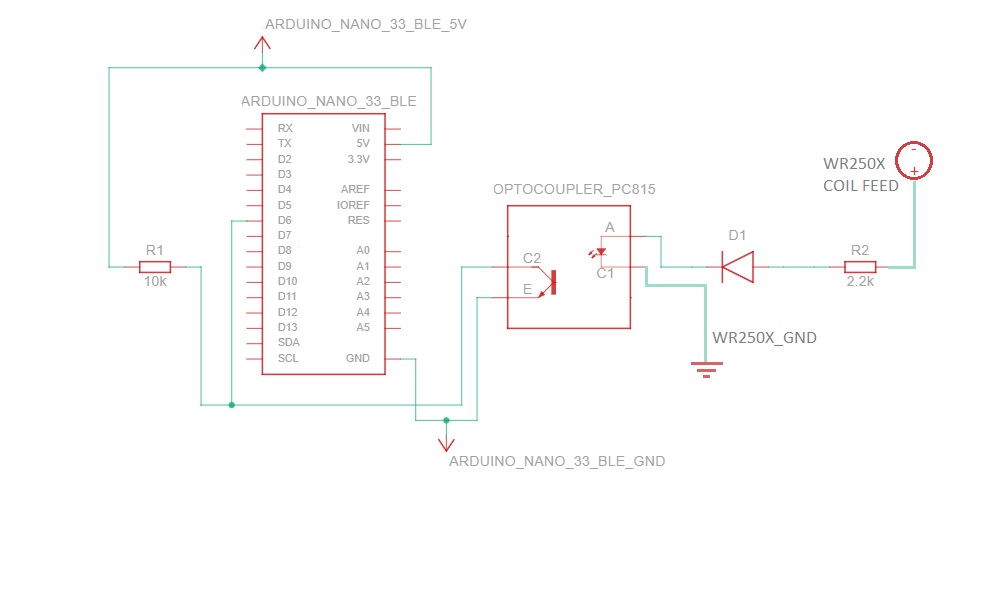 ARDUINO_NANO_33_BLE_5V
ARDUINO_NANO_33_BLE
RX VIN
TX 5V
D2 3.3V
D3
D4 AREF
D5 IOREF
D6 RES
D7
D8 A0
D9 A1
D10 A2
D11 A3
D12 A4
D13 A5
SDA
SCL GND
R1
10k
OPTOCOUPLER_PC815
A
C2
C1
E
D1
R2
2.2k
WR250X
COIL FEED
-
+
WR250X_GND
ARDUINO_NANO_33_BLE_GND